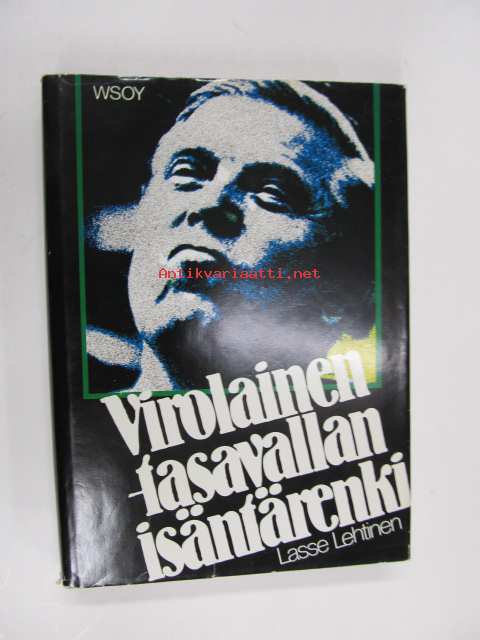 WSOY
Antikvariaatti.net
Virolainen
-tasavallan
isäntärenki
Lasse Lehtinen